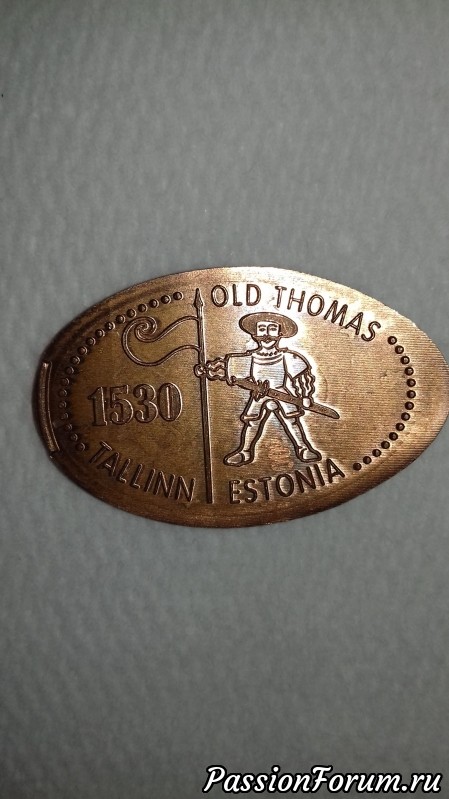 OLD THOMAS
1530
TALLINN ESTONIA
PassionForum.ru